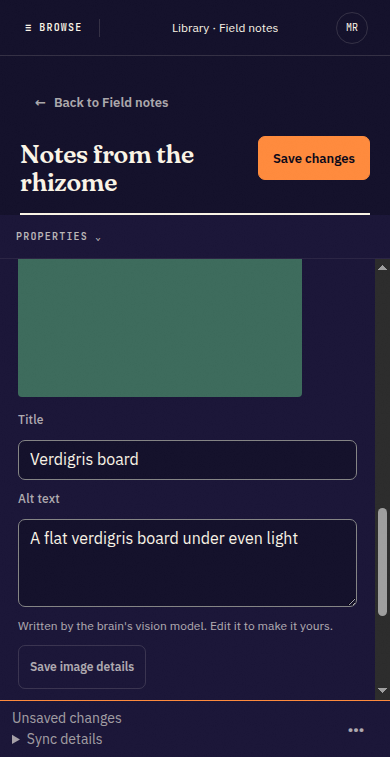 ≡ BROWSE
Library · Field notes
MR
← Back to Field notes
Notes from the
rhizome
Save changes
PROPERTIES
Title
Verdigris board
Alt text
A flat verdigris board under even light
Written by the brain's vision model. Edit it to make it yours.
Save image details
Unsaved changes
▶ Sync details
•••